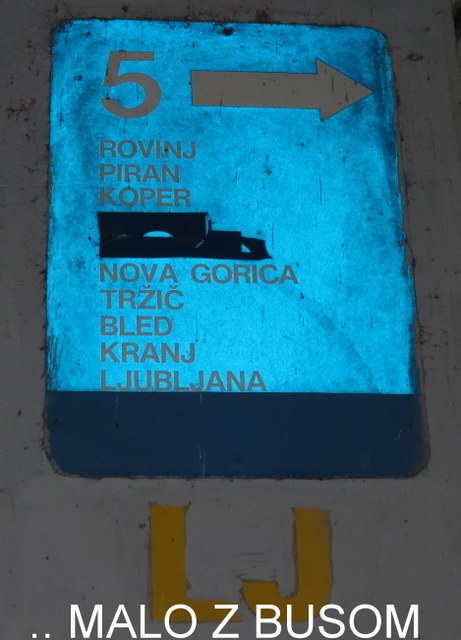 5
ROVINJ
PIRAN
KOPER
NOVA GORICA
TRŽIČ
BLED
KRANJ
LJUBLJANA
LJ
.. MALO Z BUSOM